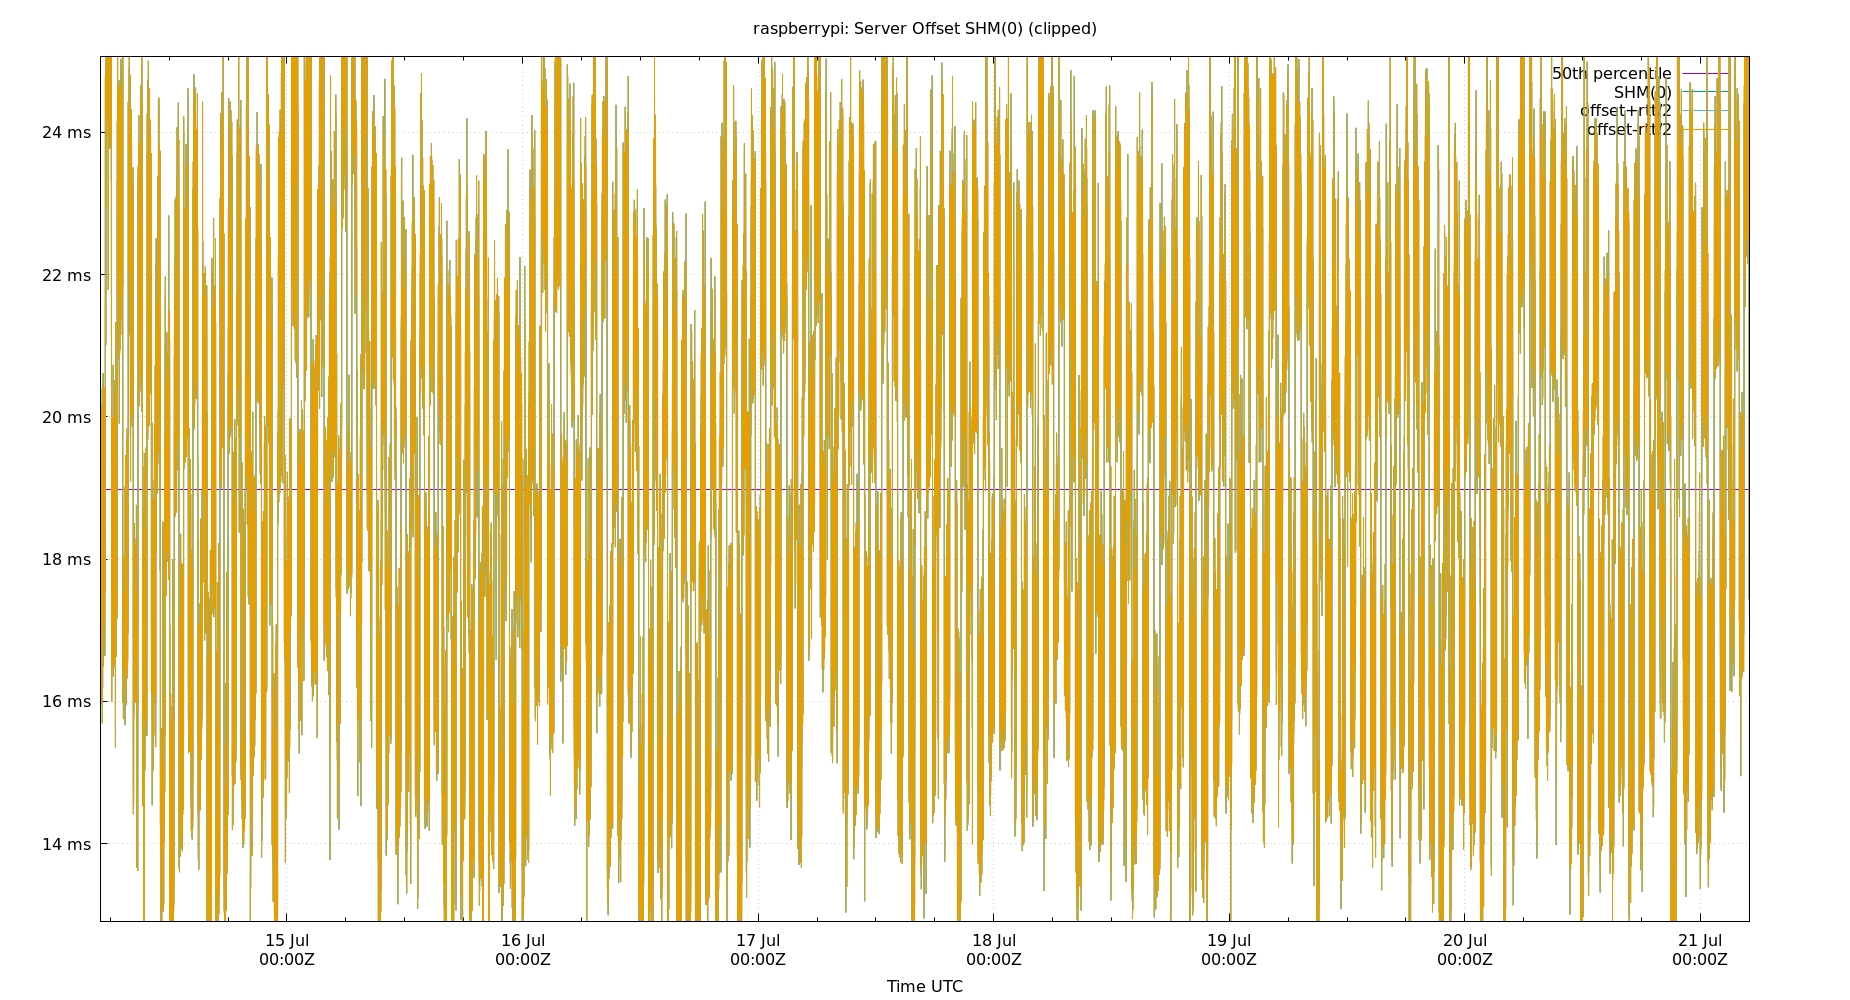 raspberrypi: Server Offset SHM(0) (clipped)
50th percentile
SHM(0)
offset+rtt/2
offset-rtt/2
24 ms
22 ms
20 ms
18 ms
16 ms
14 ms
15 Jul 16 Jul 17 Jul 18 Jul 19 Jul 20 Jul 21 Jul
00:00Z 00:00Z 00:00Z 00:00Z 00:00Z 00:00Z 00:00Z
Time UTC